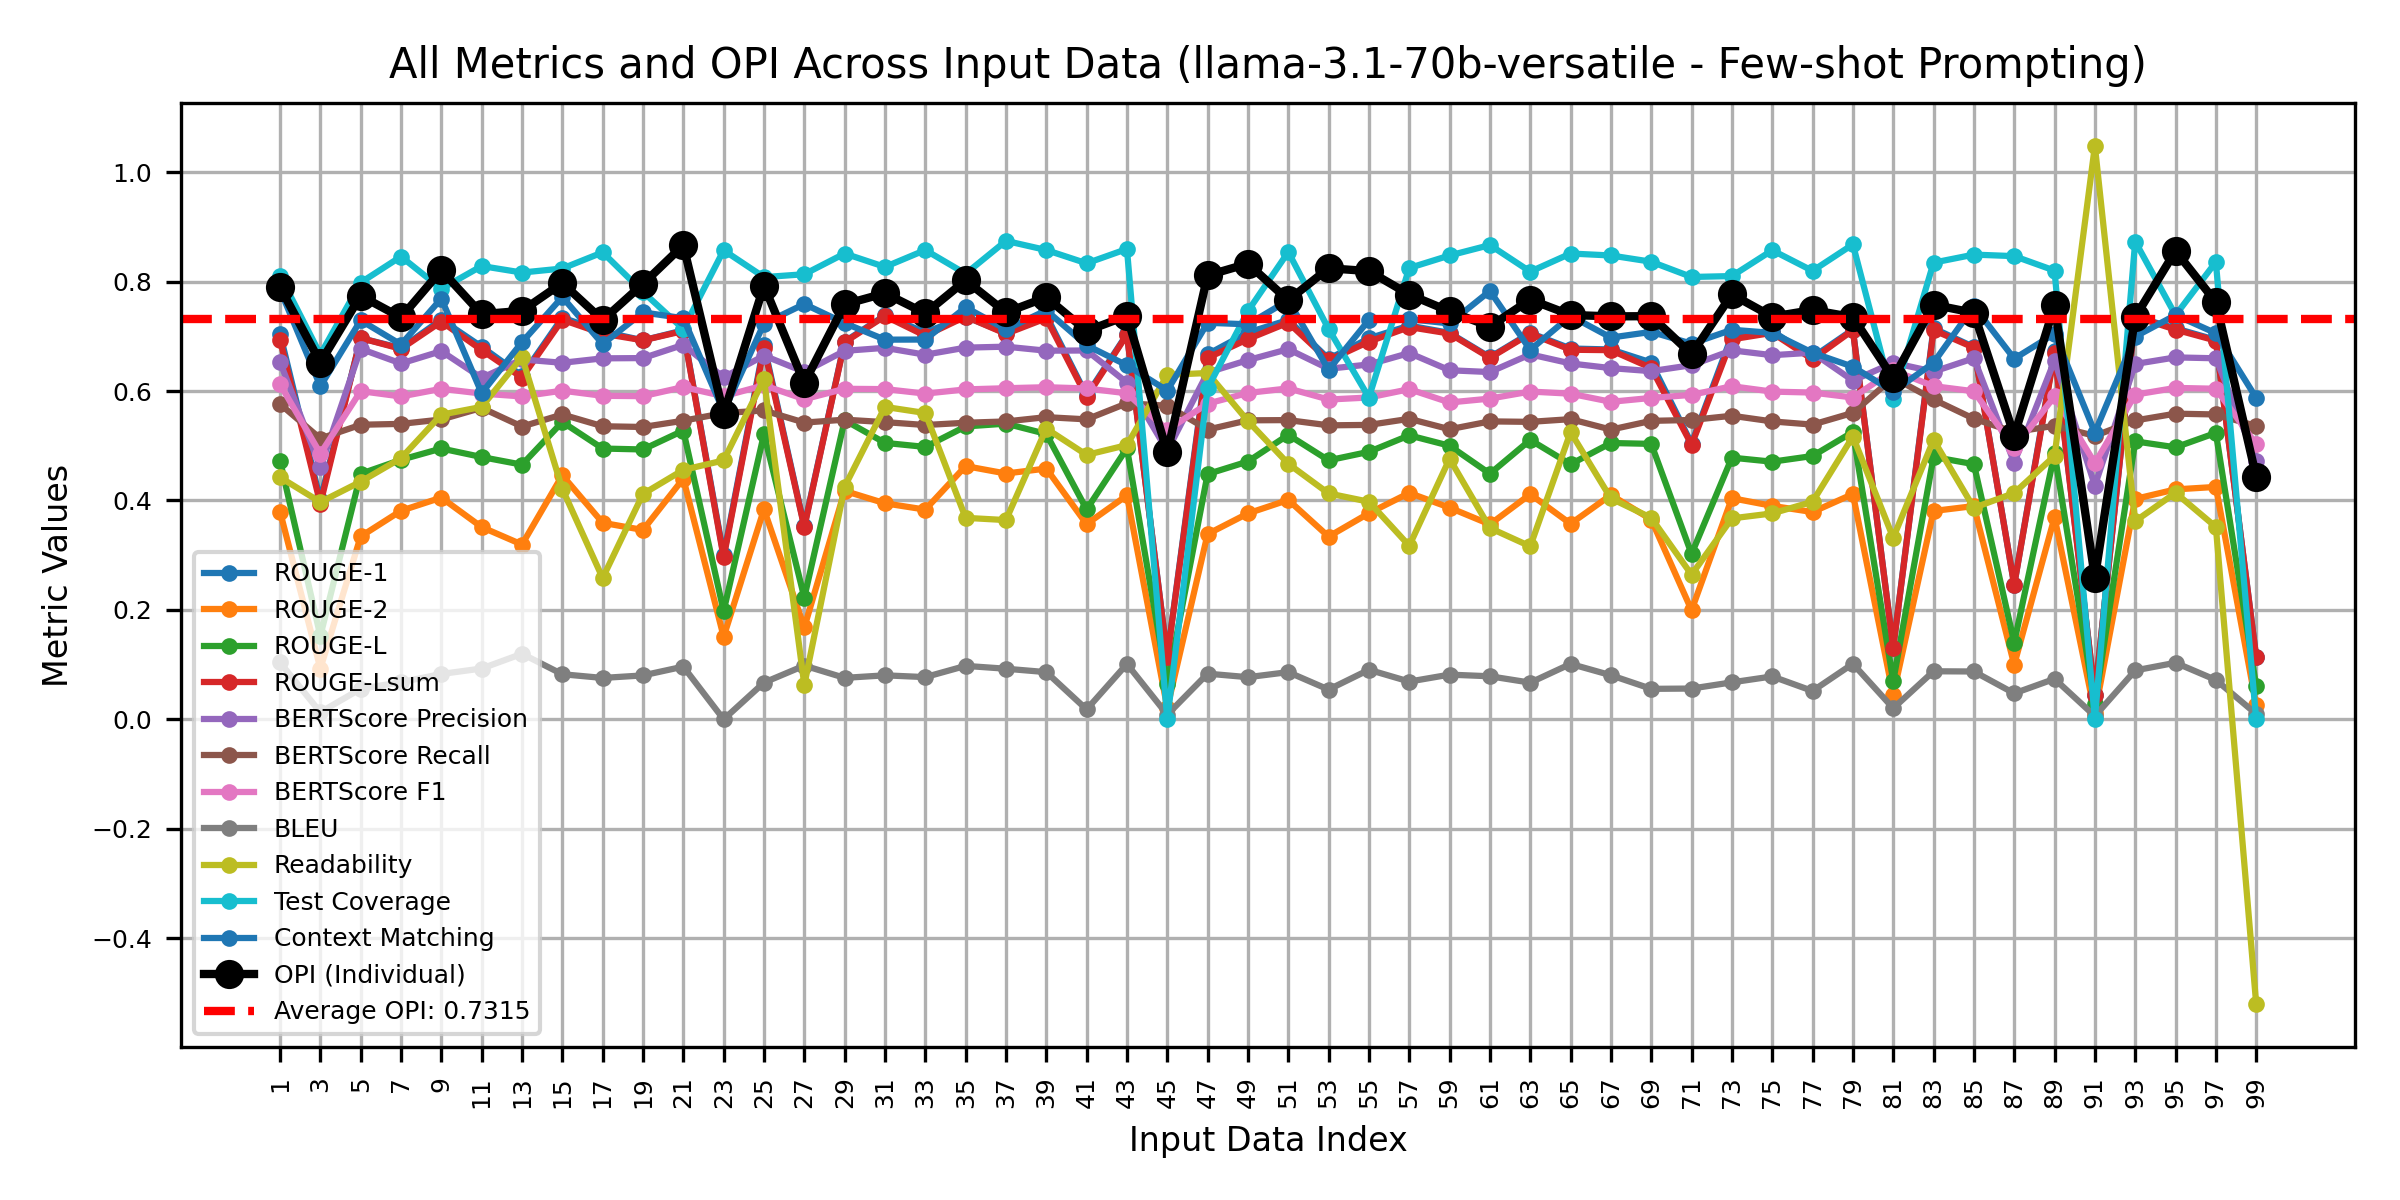 All Metrics and OPI Across Input Data (llama-3.1-70b-versatile - Few-shot Prompting)
Metric Values
1.0
0.8
0.6
0.4
0.2
0.0
−0.2
−0.4
ROUGE-1
ROUGE-2
ROUGE-L
ROUGE-Lsum
BERTScore Precision
BERTScore Recall
BERTScore F1
BLEU
Readability
Test Coverage
Context Matching
OPI (Individual)
Average OPI: 0.7315
1 3 5 7 9 11 13 15 17 19 21 23 25 27 29 31 33 35 37 39 41 43 45 47 49 51 53 55 57 59 61 63 65 67 69 71 73 75 77 79 81 83 85 87 89 91 93 95 97 99
Input Data Index